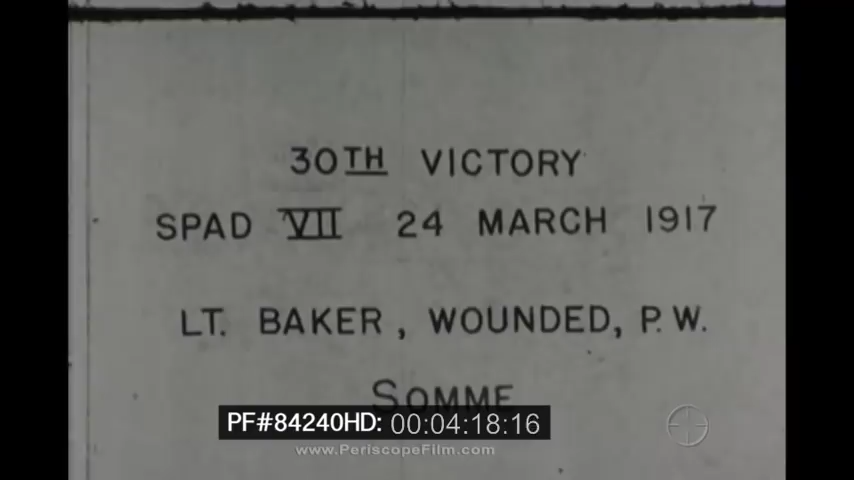 30TH VICTORY
SPAD VII 24 MARCH 1917
LT. BAKER, WOUNDED, P.W.
SOMME
PF#84240HD: 00:04:18:16
www.PeriscopeFilm.com